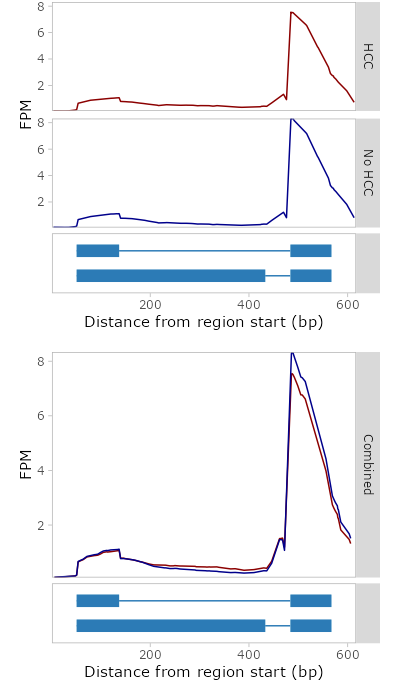 8
6
4
2
HCC
FPM
8
6
4
2
No HCC
200
400
600
Distance from region start (bp)
8
6
4
2
FPM
Combined
200
400
600
Distance from region start (bp)